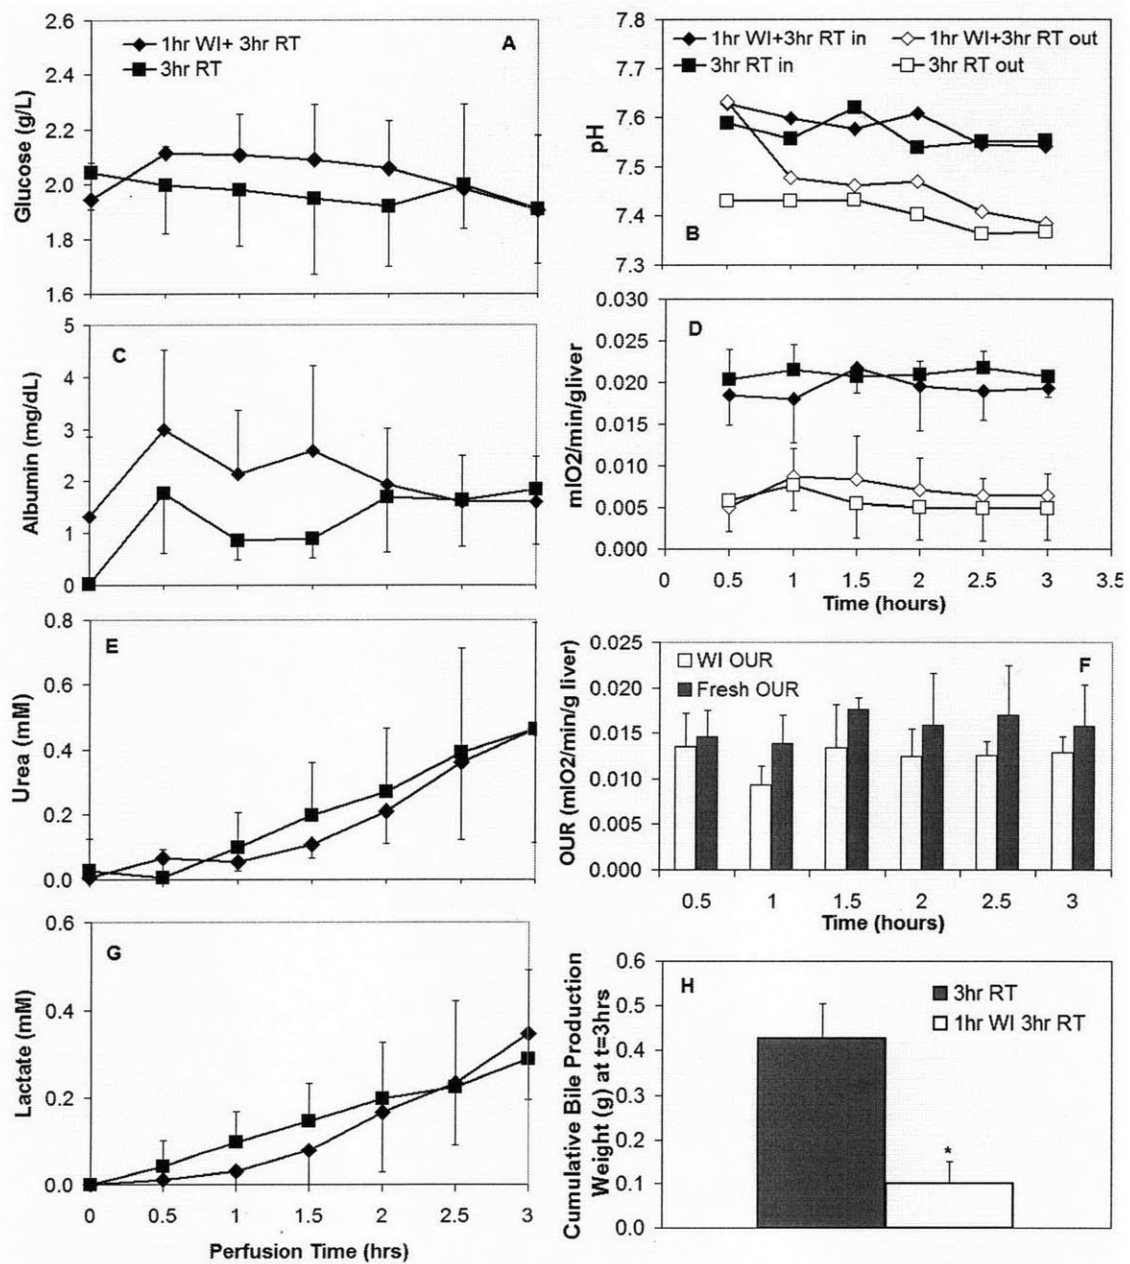 A
1hr WI+ 3hr RT
3hr RT
Glucose (g/L)
2.6
2.4
2.2
2.0
1.8
1.6
B
1hr WI+3hr RT in
1hr WI+3hr RT out
3hr RT in
3hr RT out
pH
7.8
7.7
7.6
7.5
7.4
7.3
C
Albumin (mg/dL)
5
4
3
2
1
0
D
mlO2/min/gliver
0.030
0.025
0.020
0.015
0.010
0.005
0.000
0.5 1 1.5 2 2.5 3 3.5
Time (hours)
E
Urea (mM)
0.8
0.6
0.4
0.2
0.0
F
WI OUR
Fresh OUR
OUR (mlO2/min/g liver)
0.025
0.020
0.015
0.010
0.005
0.000
0.5 1 1.5 2 2.5 3
Time (hours)
G
Lactate (mM)
0.6
0.4
0.2
0.0
0 0.5 1 1.5 2 2.5 3
Perfusion Time (hrs)
H
3hr RT
1hr WI 3hr RT
Cumulative Bile Production
Weight (g) at t=3hrs
0.6
0.5
0.4
0.3
0.2
0.1
0.0
*